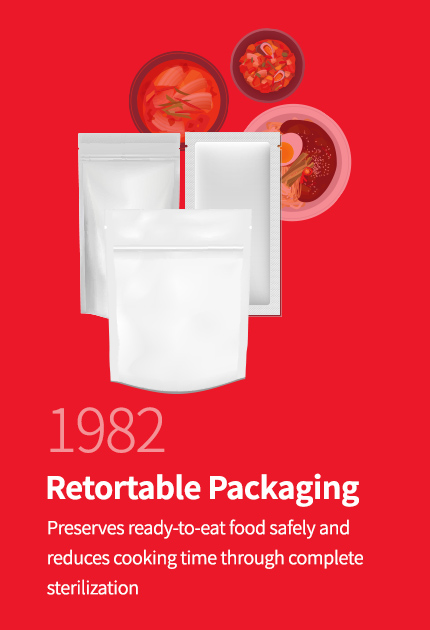 1982
Retortable Packaging
Preserves ready-to-eat food safely and
reduces cooking time through complete
sterilization